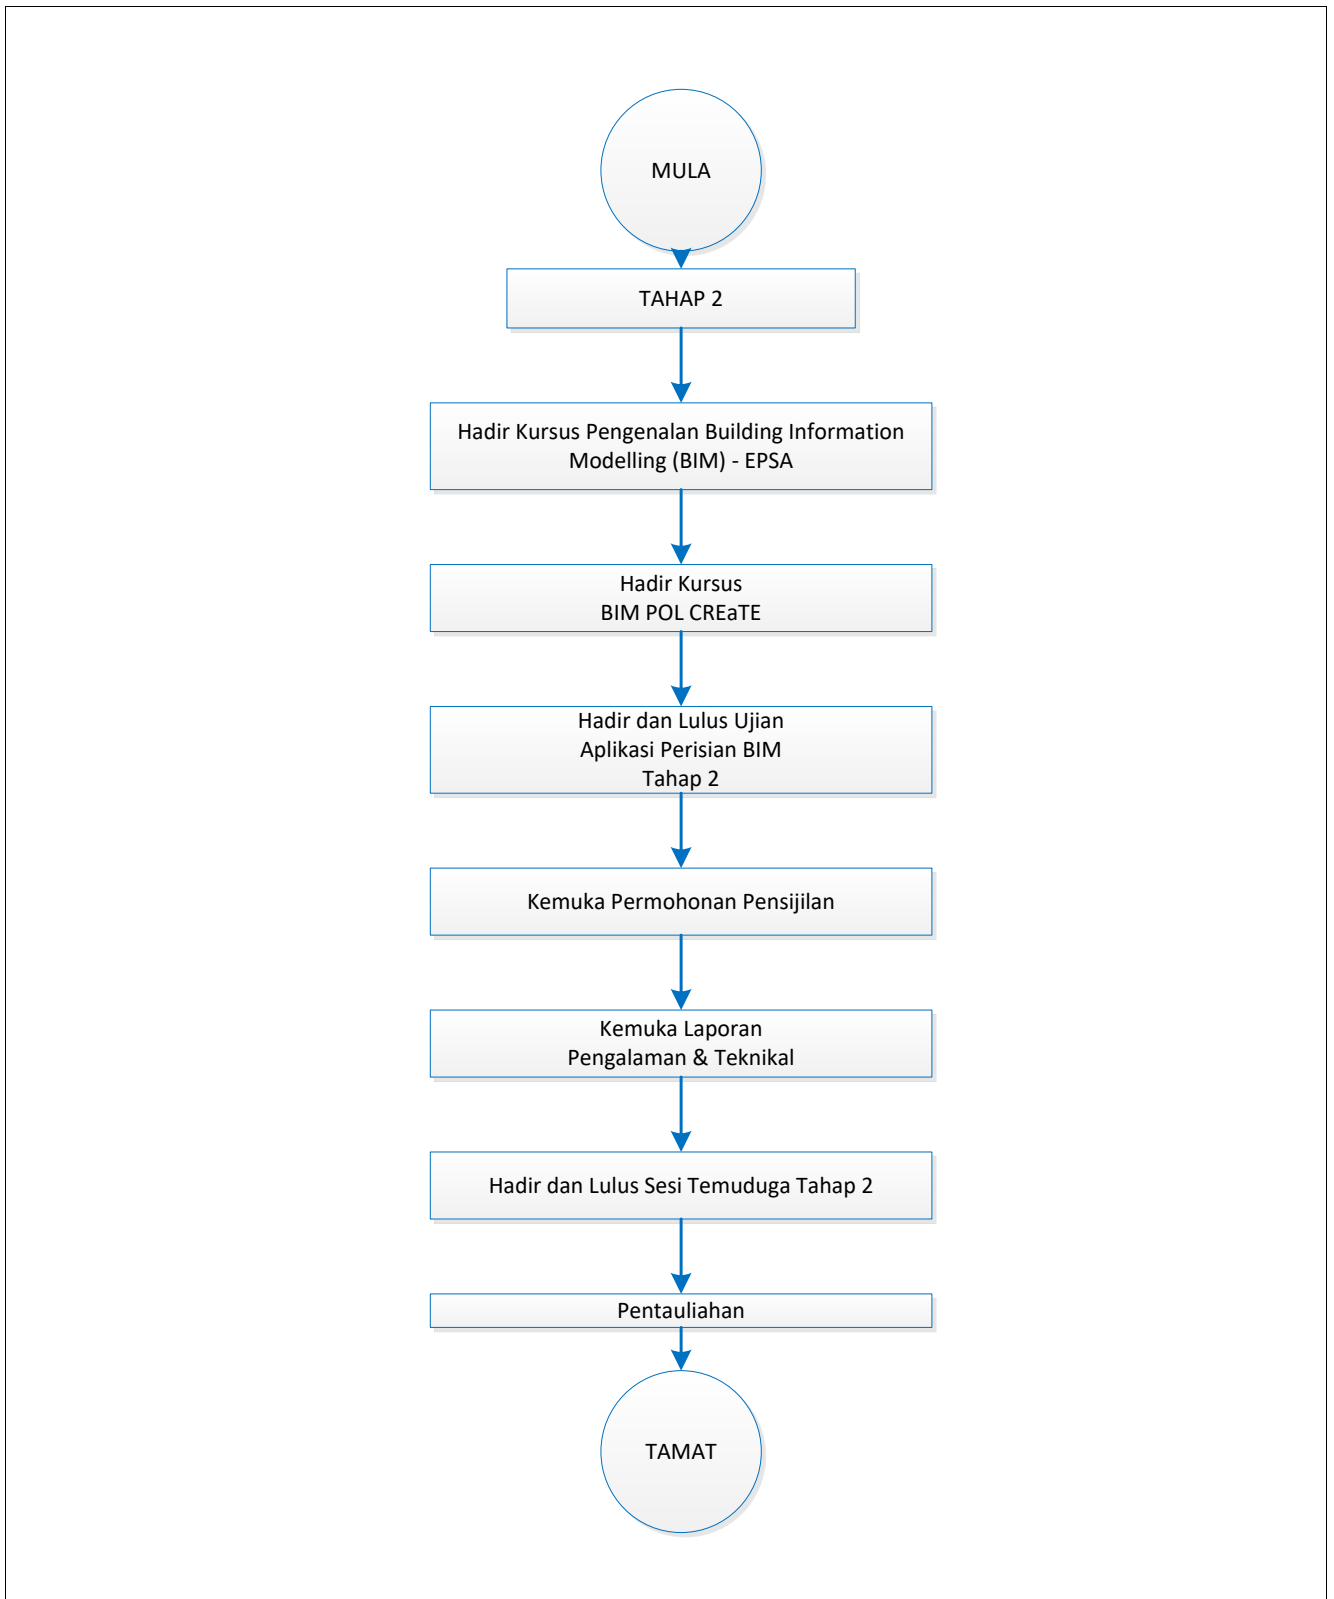 MULA
TAHAP 2
Hadir Kursus Pengenalan Building Information
Modelling (BIM) - EPSA
Hadir Kursus
BIM POL CREaTE
Hadir dan Lulus Ujian
Aplikasi Perisian BIM
Tahap 2
Kemuka Permohonan Pensijilan
Kemuka Laporan
Pengalaman & Teknikal
Hadir dan Lulus Sesi Temuduga Tahap 2
Pentauliahan
TAMAT